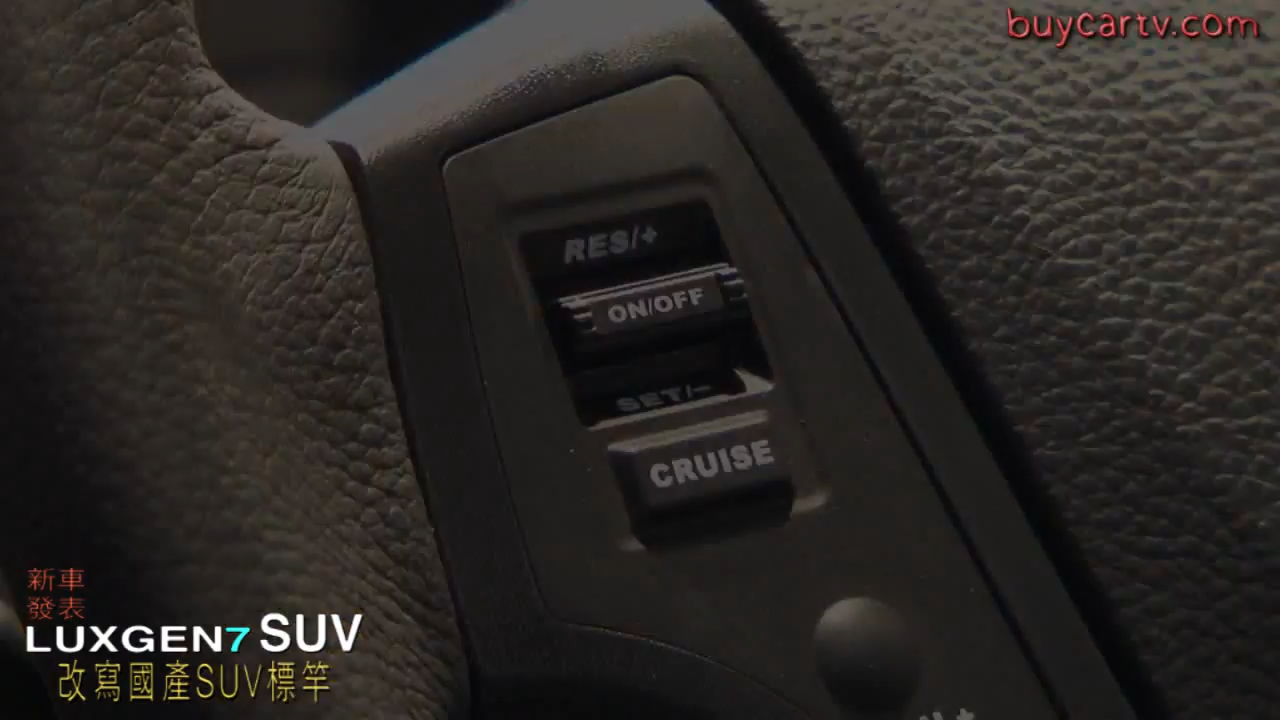 buycartv.com
RES/+
ON/OFF
SET/-
CRUISE
新車
發表
LUXGEN7 SUV
改寫國產SUV標竿